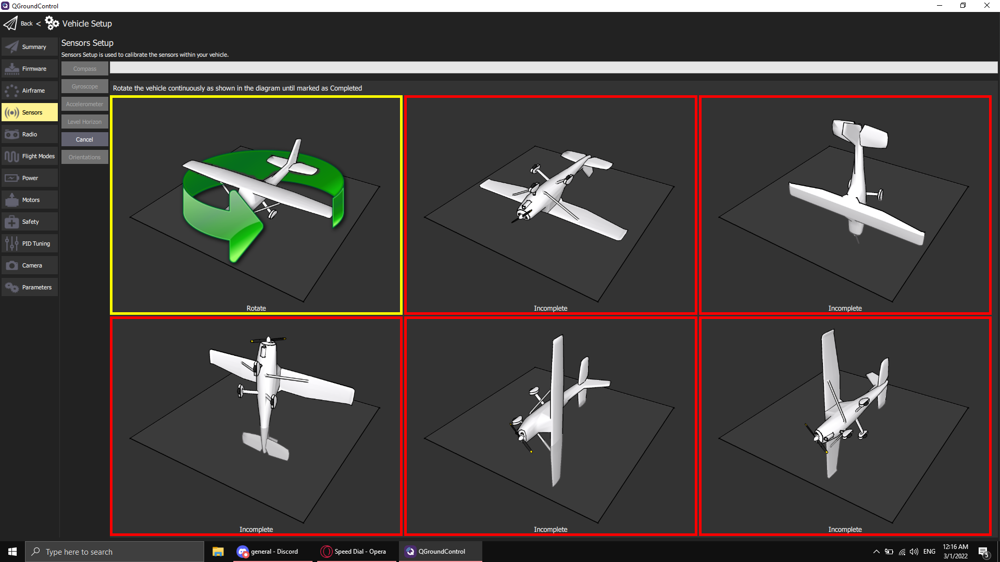 QGroundControl
Back < Vehicle Setup
Summary
Firmware
Airframe
Sensors
Radio
Flight Modes
Power
Motors
Safety
PID Tuning
Camera
Parameters
Sensors Setup
Sensors Setup is used to calibrate the sensors within your vehicle.
Compass
Gyroscope
Accelerometer
Level Horizon
Cancel
Orientations
Rotate the vehicle continuously as shown in the diagram until marked as Completed
Rotate
Incomplete
Incomplete
Incomplete
Incomplete
Incomplete
Type here to search
general - Discord
Speed Dial - Opera
QGroundControl
ENG
12:16 AM
3/1/2022
5